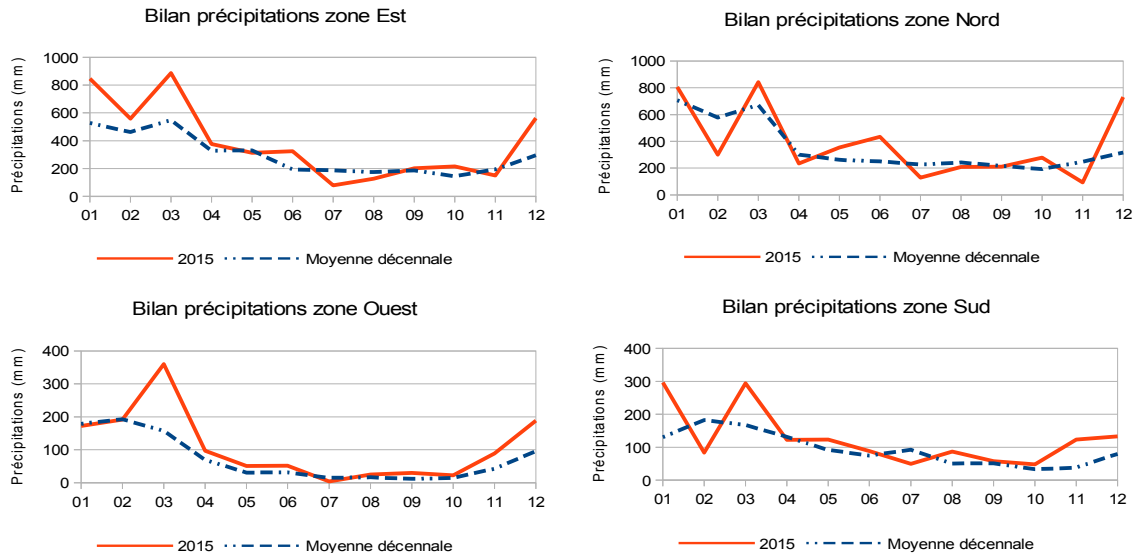 Bilan précipitations zone Est
Précipitations (mm)
1000
800
600
400
200
0
01 02 03 04 05 06 07 08 09 10 11 12
2015 Moyenne décennale
Bilan précipitations zone Nord
Précipitations (mm)
1000
800
600
400
200
0
01 02 03 04 05 06 07 08 09 10 11 12
2015 Moyenne décennale
Bilan précipitations zone Ouest
Précipitations (mm)
400
300
200
100
0
01 02 03 04 05 06 07 08 09 10 11 12
2015 Moyenne décennale
Bilan précipitations zone Sud
Précipitations (mm)
400
300
200
100
0
01 02 03 04 05 06 07 08 09 10 11 12
2015 Moyenne décennale